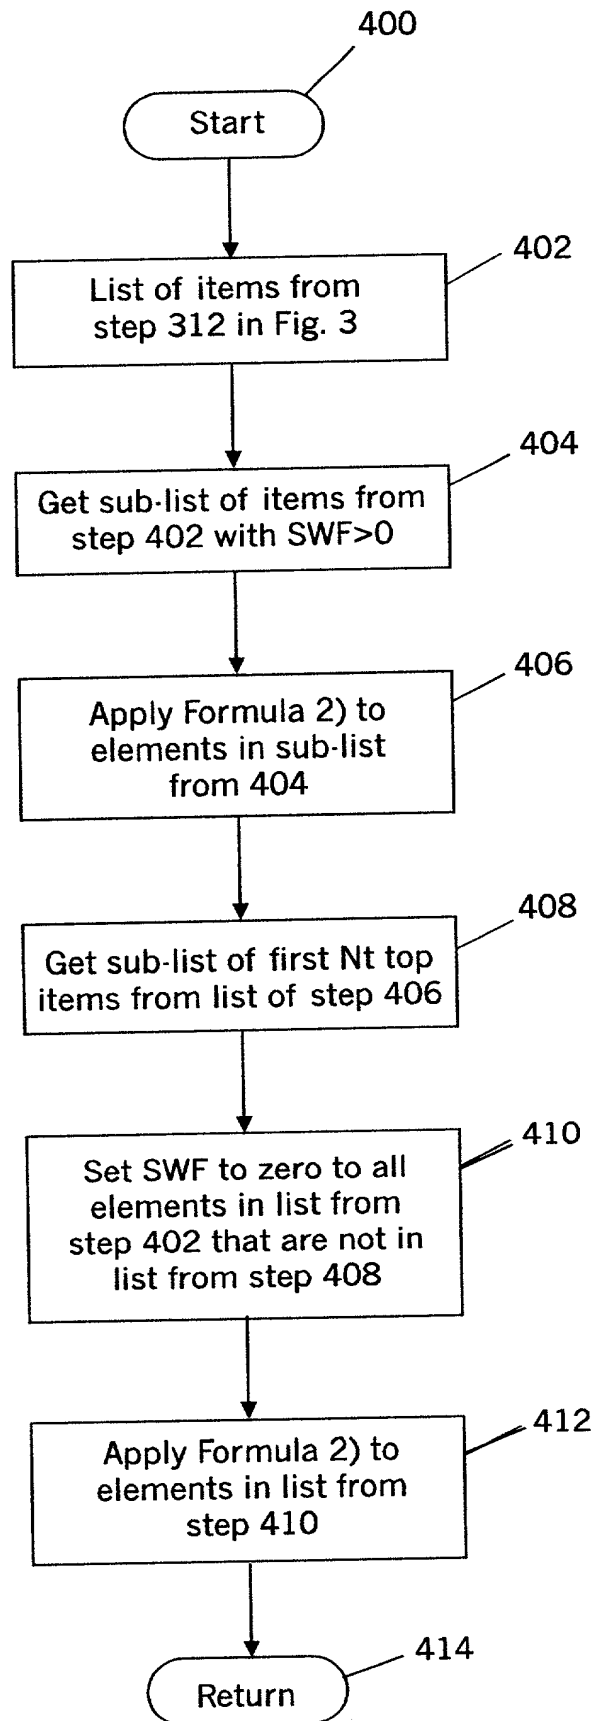 400
Start
402
List of items from
step 312 in Fig. 3
404
Get sub-list of items from
step 402 with SWF>0
406
Apply Formula 2) to
elements in sub-list
from 404
408
Get sub-list of first Nt top
items from list of step 406
410
Set SWF to zero to all
elements in list from
step 402 that are not in
list from step 408
412
Apply Formula 2) to
elements in list from
step 410
414
Return